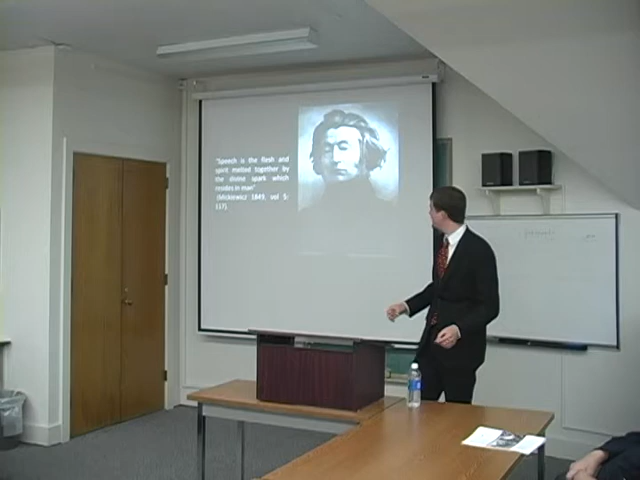 "Speech is the flesh and
spirit melted together by
the divine spark which
resides in man"
(Mickiewicz 1849, vol 5:
117).